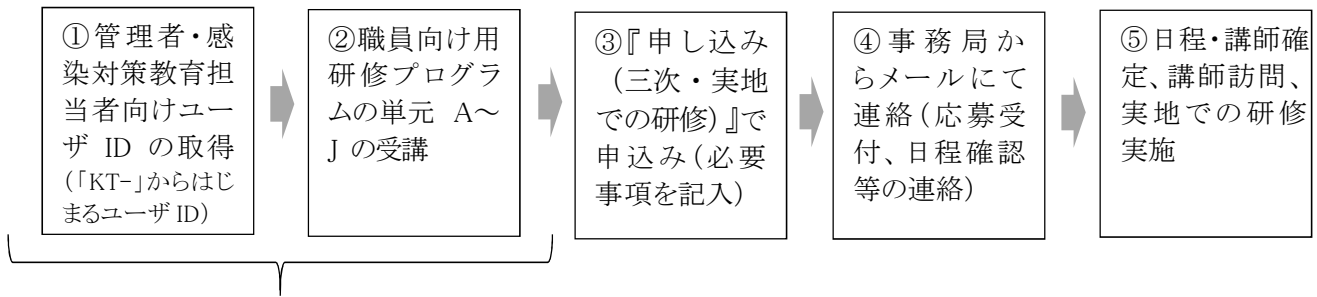 ①管理者・感
染対策教育担
当者向けユー
ザ ID の取得
(「KT-」からはじ
まるユーザ ID)
②職員向け用
研修プログラ
ムの単元 A～
J の受講
③『申し込み
(三次・実地
での研修)』で
申込み(必要
事項を記入)
④事務局か
らメールにて
連絡(応募受
付、日程確認
等の連絡)
⑤日程・講師確
定、講師訪問、
実地での研修
実施